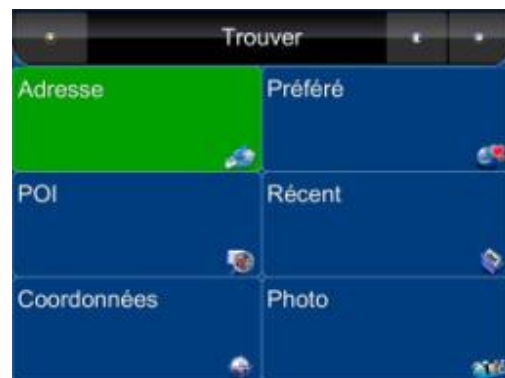 Trouver
Adresse
Préféré
POI
Récent
Coordonnées
Photo